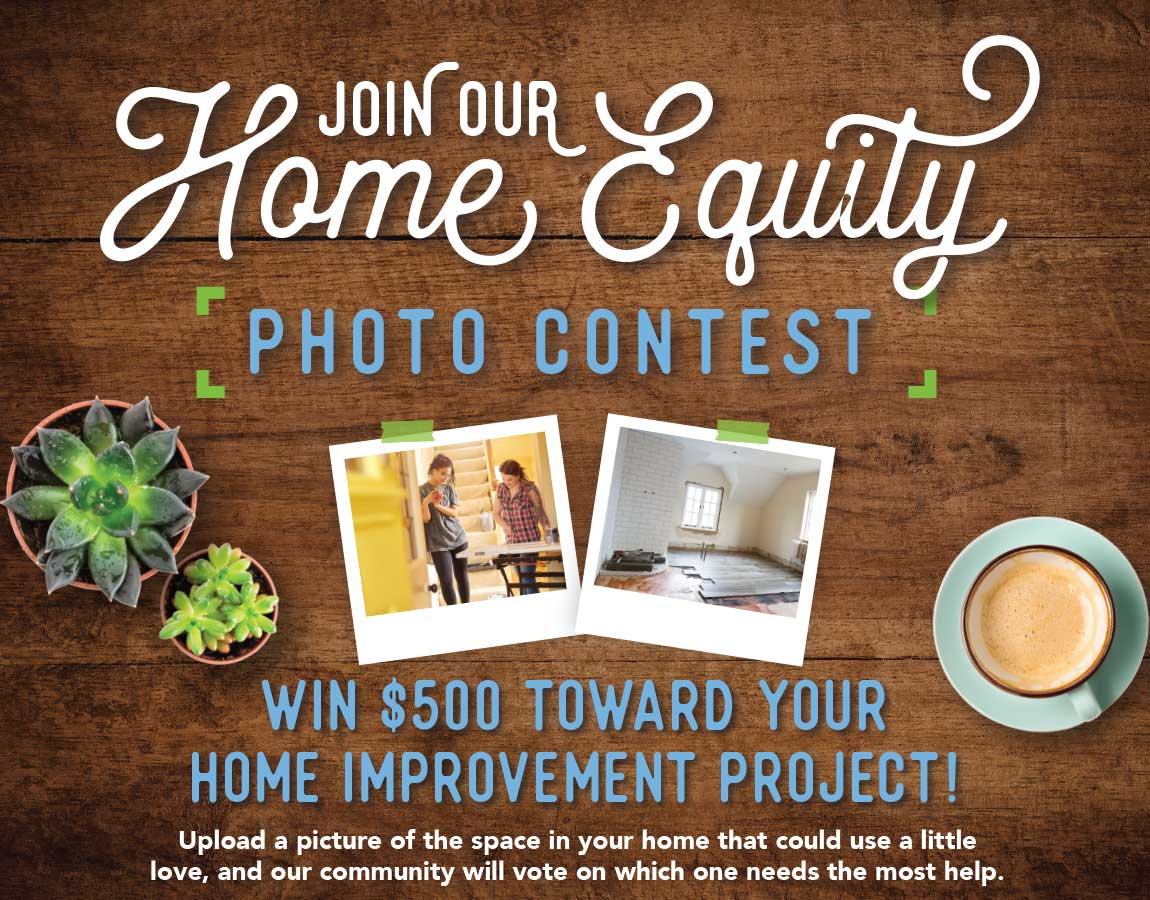 JOIN OUR
Home Equity
PHOTO CONTEST
WIN $500 TOWARD YOUR
HOME IMPROVEMENT PROJECT!
Upload a picture of the space in your home that could use a little
love, and our community will vote on which one needs the most help.